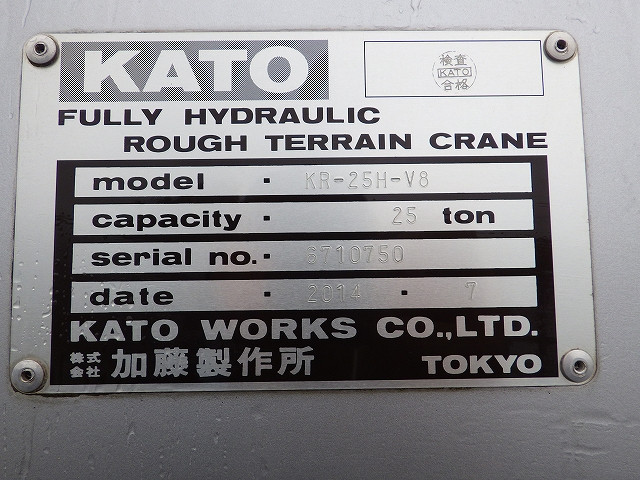 KATO
検査
KATO
合格
FULLY HYDRAULIC
ROUGH TERRAIN CRANE
model · KR-25H-V8
capacity · 25 ton
serial no. · 6710750
date · 2014 · 7
KATO WORKS CO.,LTD.
株式会社 加藤製作所 TOKYO